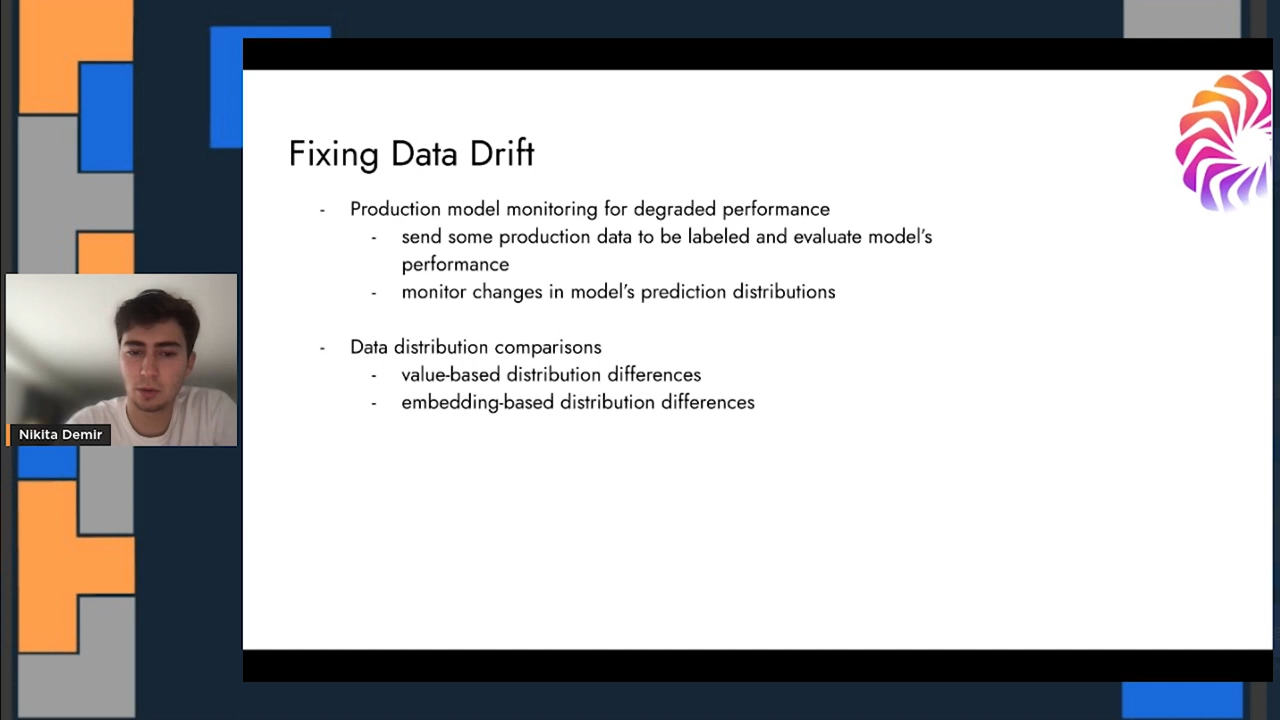 Fixing Data Drift
- Production model monitoring for degraded performance
- send some production data to be labeled and evaluate model's
performance
- monitor changes in model's prediction distributions
- Data distribution comparisons
- value-based distribution differences
- embedding-based distribution differences
Nikita Demir